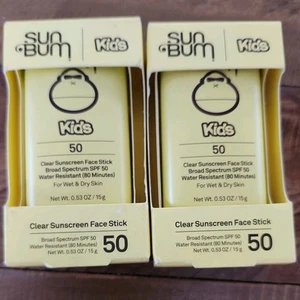 SUN BUM
Kids
Kids
50
Clear Sunscreen Face Stick
Broad Spectrum SPF 50
Water Resistant (80 Minutes)
For Wet & Dry Skin
Net Wt. 0.53 OZ / 15 g
Clear Sunscreen Face Stick
Broad Spectrum SPF 50
Water Resistant (80 Minutes)
Net Wt. 0.53 OZ / 15 g
50
SUN BUM
Kids
Kids
50
Clear Sunscreen Face Stick
Broad Spectrum SPF 50
Water Resistant (80 Minutes)
For Wet & Dry Skin
Net Wt. 0.53 OZ / 15 g
Clear Sunscreen Face Stick
Broad Spectrum SPF 50
Water Resistant (80 Minutes)
Net Wt. 0.53 OZ / 15 g
50